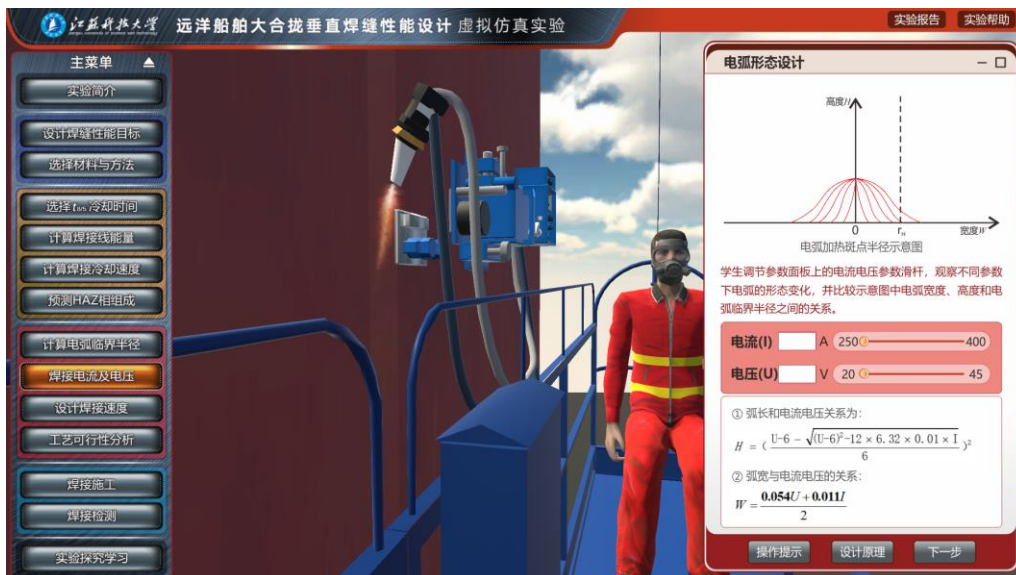 江苏科技大学
远洋船舶大合拢垂直焊缝性能设计 虚拟仿真实验
实验报告 实验帮助
主菜单
实验简介
设计焊缝性能目标
选择材料与方法
选择 t8/5 冷却时间
计算焊接线能量
计算焊接冷却速度
预测HAZ相组成
计算电弧临界半径
焊接电流及电压
设计焊接速度
工艺可行性分析
焊接施工
焊接检测
实验探究学习
电弧形态设计
高度H
0 rH 宽度W
电弧加热斑点半径示意图
学生调节参数面板上的电流电压参数滑杆，观察不同参数
下电弧的形态变化，并比较示意图中电弧宽度、高度和电
弧临界半径之间的关系。
电流(I) A 250 400
电压(U) V 20 45
① 弧长和电流电压关系为：
H = ( (U-6 - √((U-6)²-12 × 6.32 × 0.01 × I)) / 6 )²
② 弧宽与电流电压的关系：
W = (0.054U + 0.011I) / 2
操作提示 设计原理 下一步